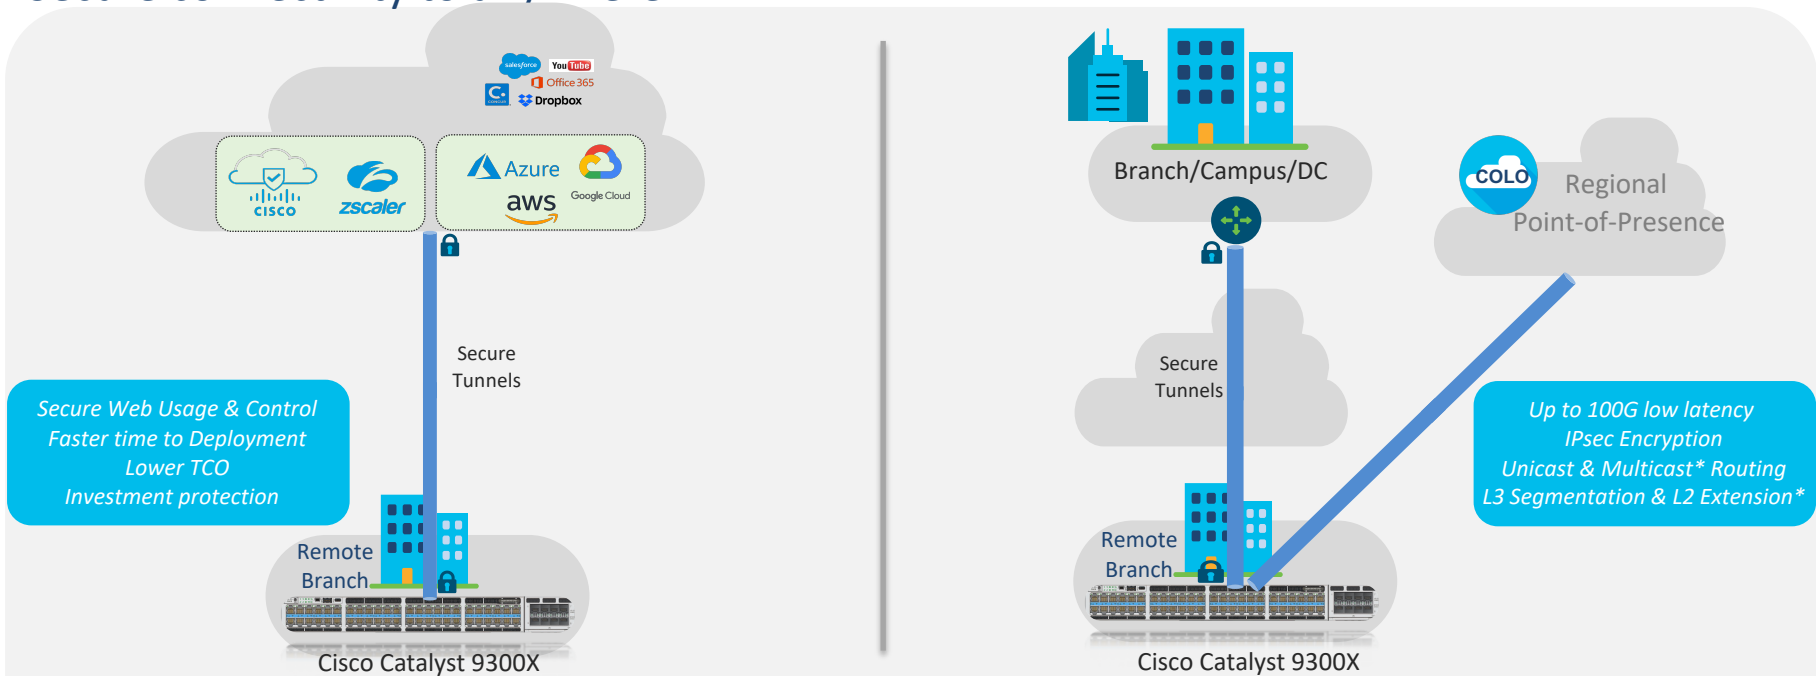 salesforce
YouTube
Office 365
C.
Dropbox
CISCO
zscaler
Azure
aws
Google Cloud
Secure
Tunnels
Secure Web Usage & Control
Faster time to Deployment
Lower TCO
Investment protection
Remote
Branch
Cisco Catalyst 9300X
Branch/Campus/DC
COLO
Regional
Point-of-Presence
Secure
Tunnels
Up to 100G low latency
IPsec Encryption
Unicast & Multicast* Routing
L3 Segmentation & L2 Extension*
Remote
Branch
Cisco Catalyst 9300X